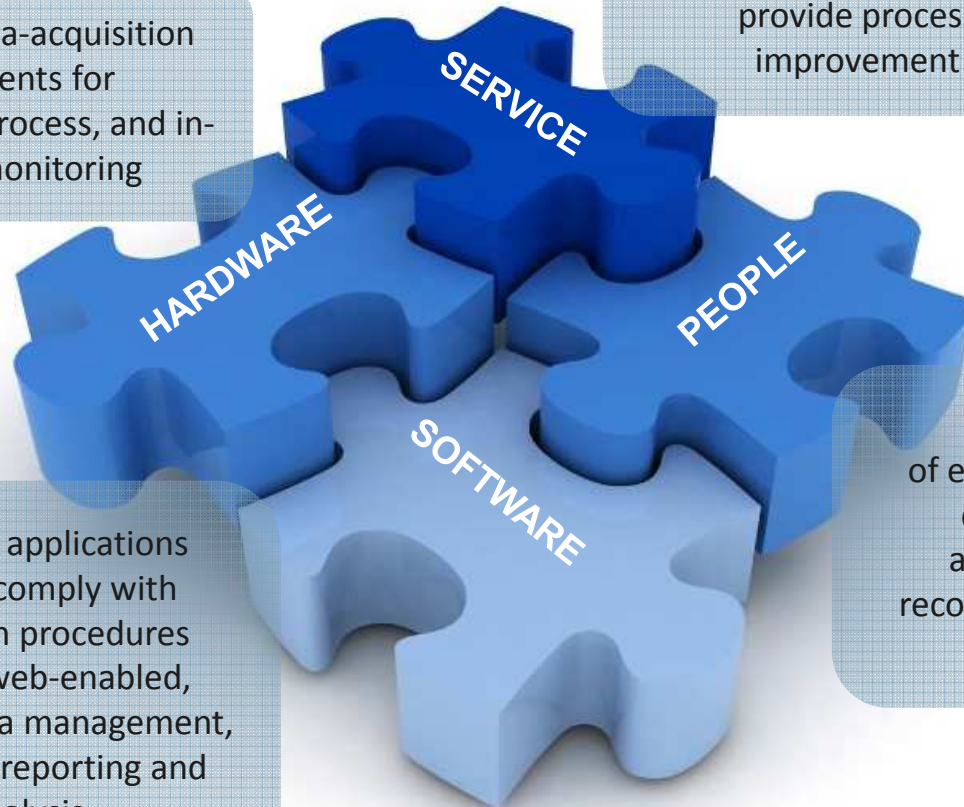 a-acquisition
ents for
rocess, and in-
onitoring
provide proces
improvement
SERVICE
HARDWARE
PEOPLE
SOFTWARE
applications
comply with
n procedures
web-enabled,
a management,
reporting and
of e
a
reco